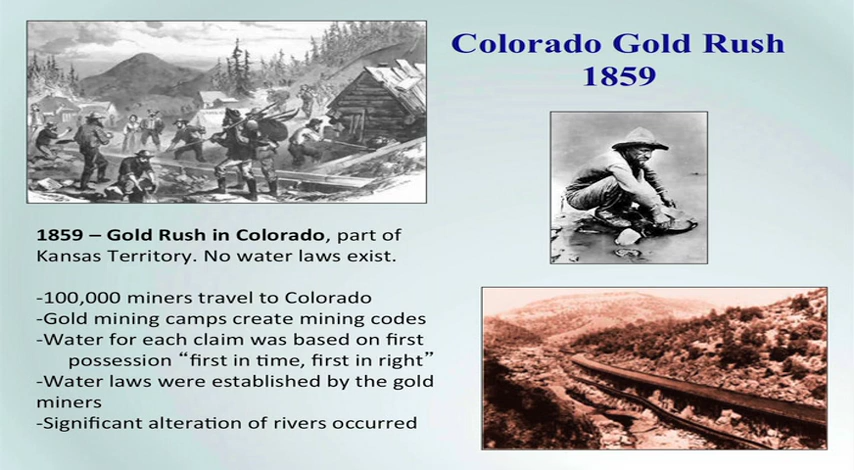 Colorado Gold Rush
1859
1859 – Gold Rush in Colorado, part of
Kansas Territory. No water laws exist.
-100,000 miners travel to Colorado
-Gold mining camps create mining codes
-Water for each claim was based on first
possession “first in time, first in right”
-Water laws were established by the gold
miners
-Significant alteration of rivers occurred